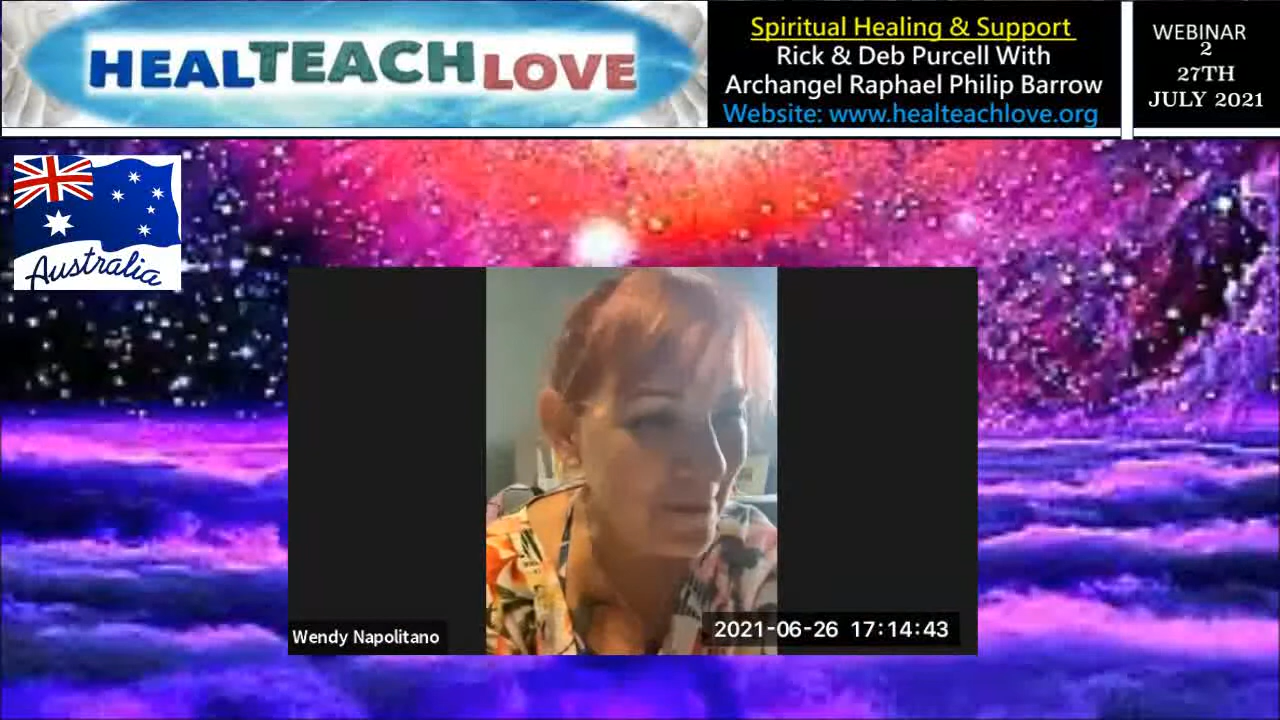 HEALTEACHLOVE
Spiritual Healing & Support
Rick & Deb Purcell With
Archangel Raphael Philip Barrow
Website: www.healteachlove.org
WEBINAR
2
27TH
JULY 2021
Australia
Wendy Napolitano
2021-06-26 17:14:43